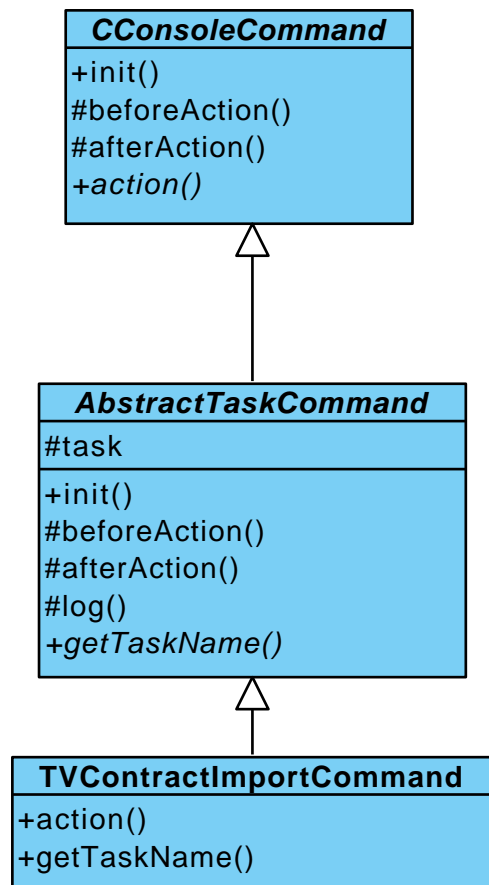 CConsoleCommand
+init()
#beforeAction()
#afterAction()
+action()
AbstractTaskCommand
#task
+init()
#beforeAction()
#afterAction()
#log()
+getTaskName()
TVContractImportCommand
+action()
+getTaskName()